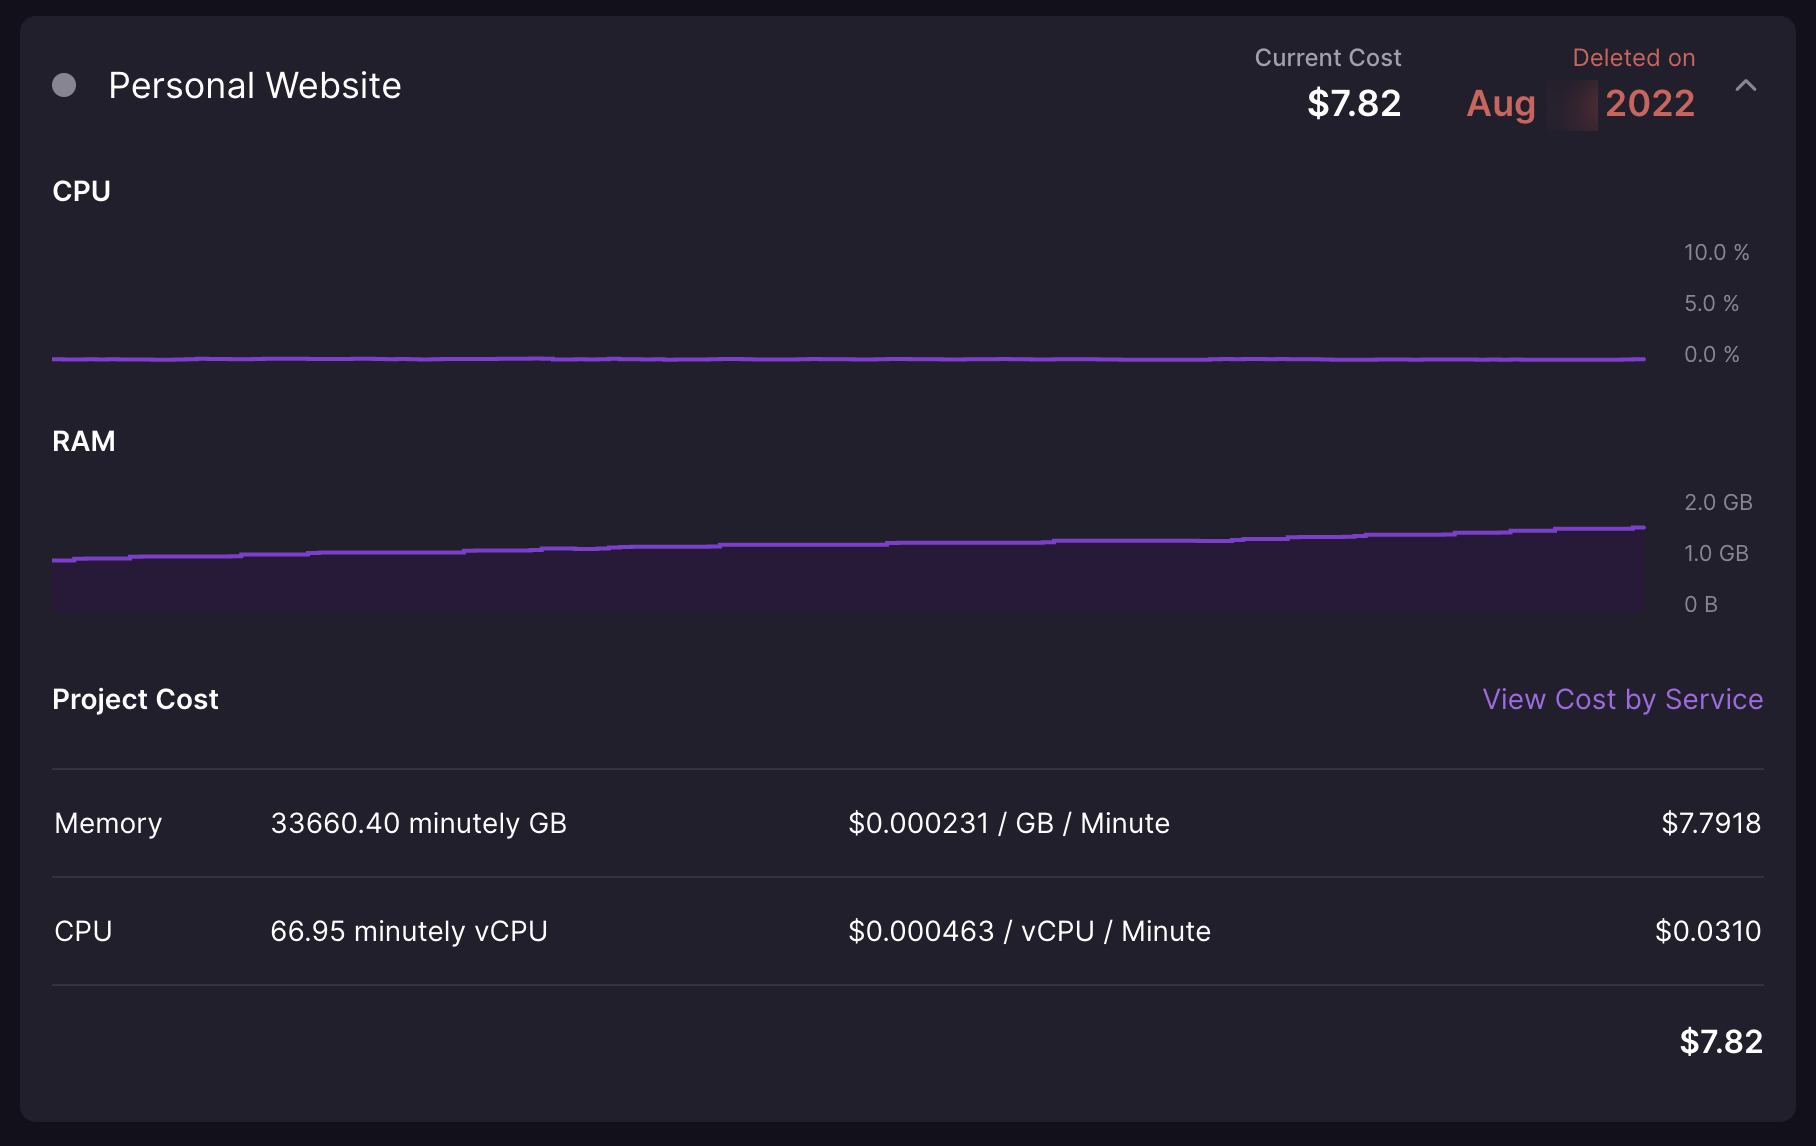 Personal Website
Current Cost
$7.82
Deleted on
Aug 2022
CPU
10.0 %
5.0 %
0.0 %
RAM
2.0 GB
1.0 GB
0 B
Project Cost
View Cost by Service
Memory 33660.40 minutely GB $0.000231 / GB / Minute $7.7918
CPU 66.95 minutely vCPU $0.000463 / vCPU / Minute $0.0310
$7.82